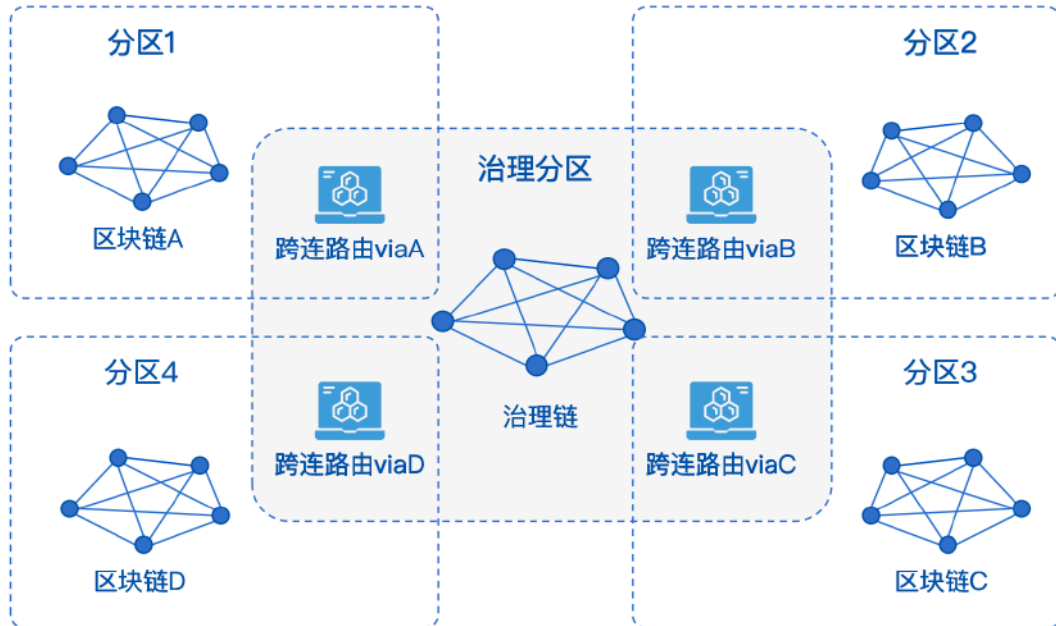 分区1
分区2
区块链A
跨连路由viaA
治理分区
跨连路由viaB
区块链B
治理链
分区4
分区3
跨连路由viaD
跨连路由viaC
区块链D
区块链C